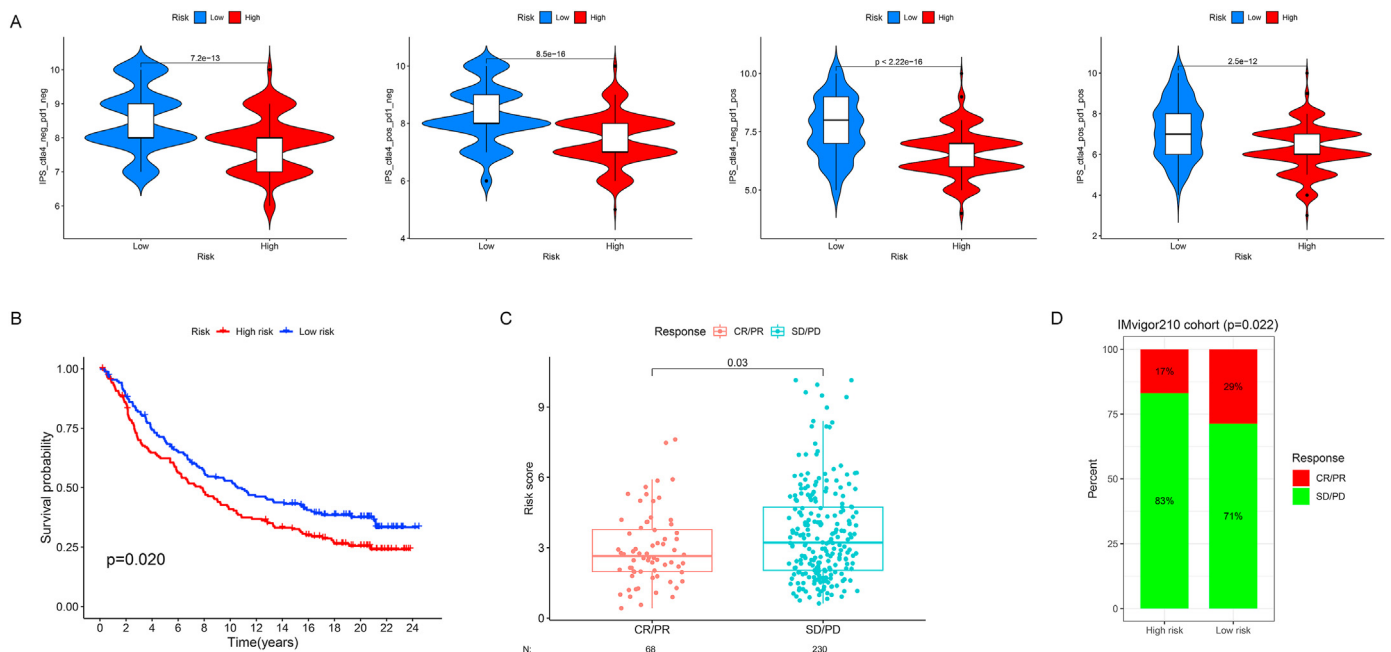 A
Risk Low High
7.2e−13
10
9
8
7
6
IPS_ctla4_neg_pd1_neg
Low High
Risk
Risk Low High
8.5e−16
10
8
6
4
IPS_ctla4_pos_pd1_neg
Low High
Risk
Risk Low High
p < 2.22e−16
10.0
7.5
5.0
IPS_ctla4_neg_pd1_pos
Low High
Risk
Risk Low High
2.5e−12
10
8
6
4
2
IPS_ctla4_pos_pd1_pos
Low High
Risk
B
Risk High risk Low risk
1.00
0.75
0.50
0.25
0.00
Survival probability
p=0.020
0 2 4 6 8 10 12 14 16 18 20 22 24
Time(years)
C
Response CR/PR SD/PD
0.03
9
6
3
0
Risk score
CR/PR SD/PD
N: 68 230
D
IMvigor210 cohort (p=0.022)
100
75
50
25
0
Percent
17%
29%
83%
71%
High risk Low risk
Response
CR/PR
SD/PD